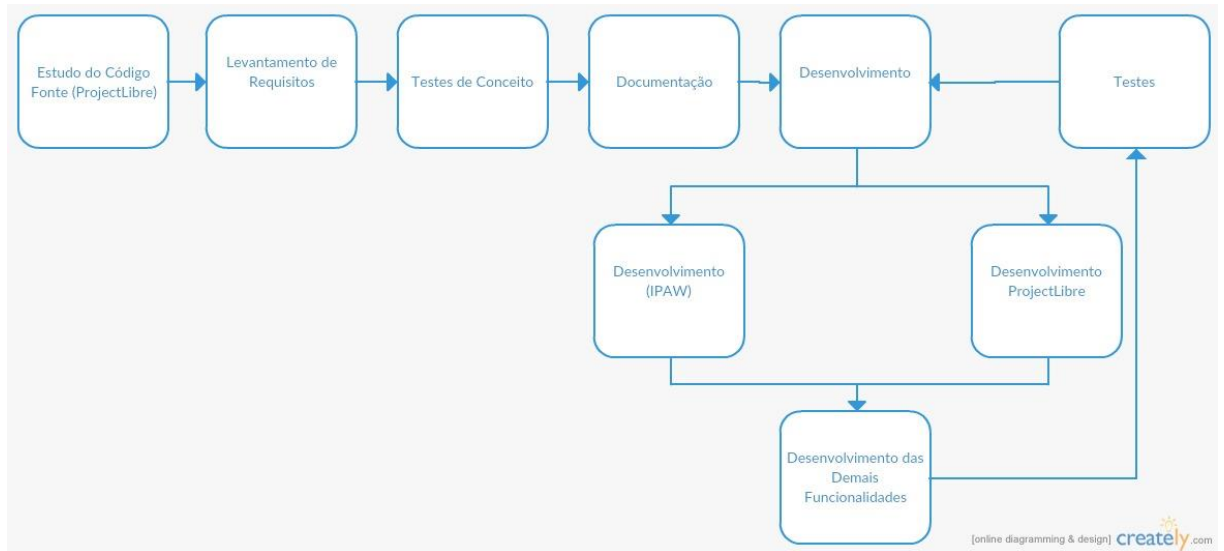 Estudo do Código
Fonte (ProjectLibre)
Levantamento de
Requisitos
Testes de Conceito
Documentação
Desenvolvimento
Testes
Desenvolvimento
(IPAW)
Desenvolvimento
ProjectLibre
Desenvolvimento das
Demais
Funcionalidades
[online diagramming & design] creately.com